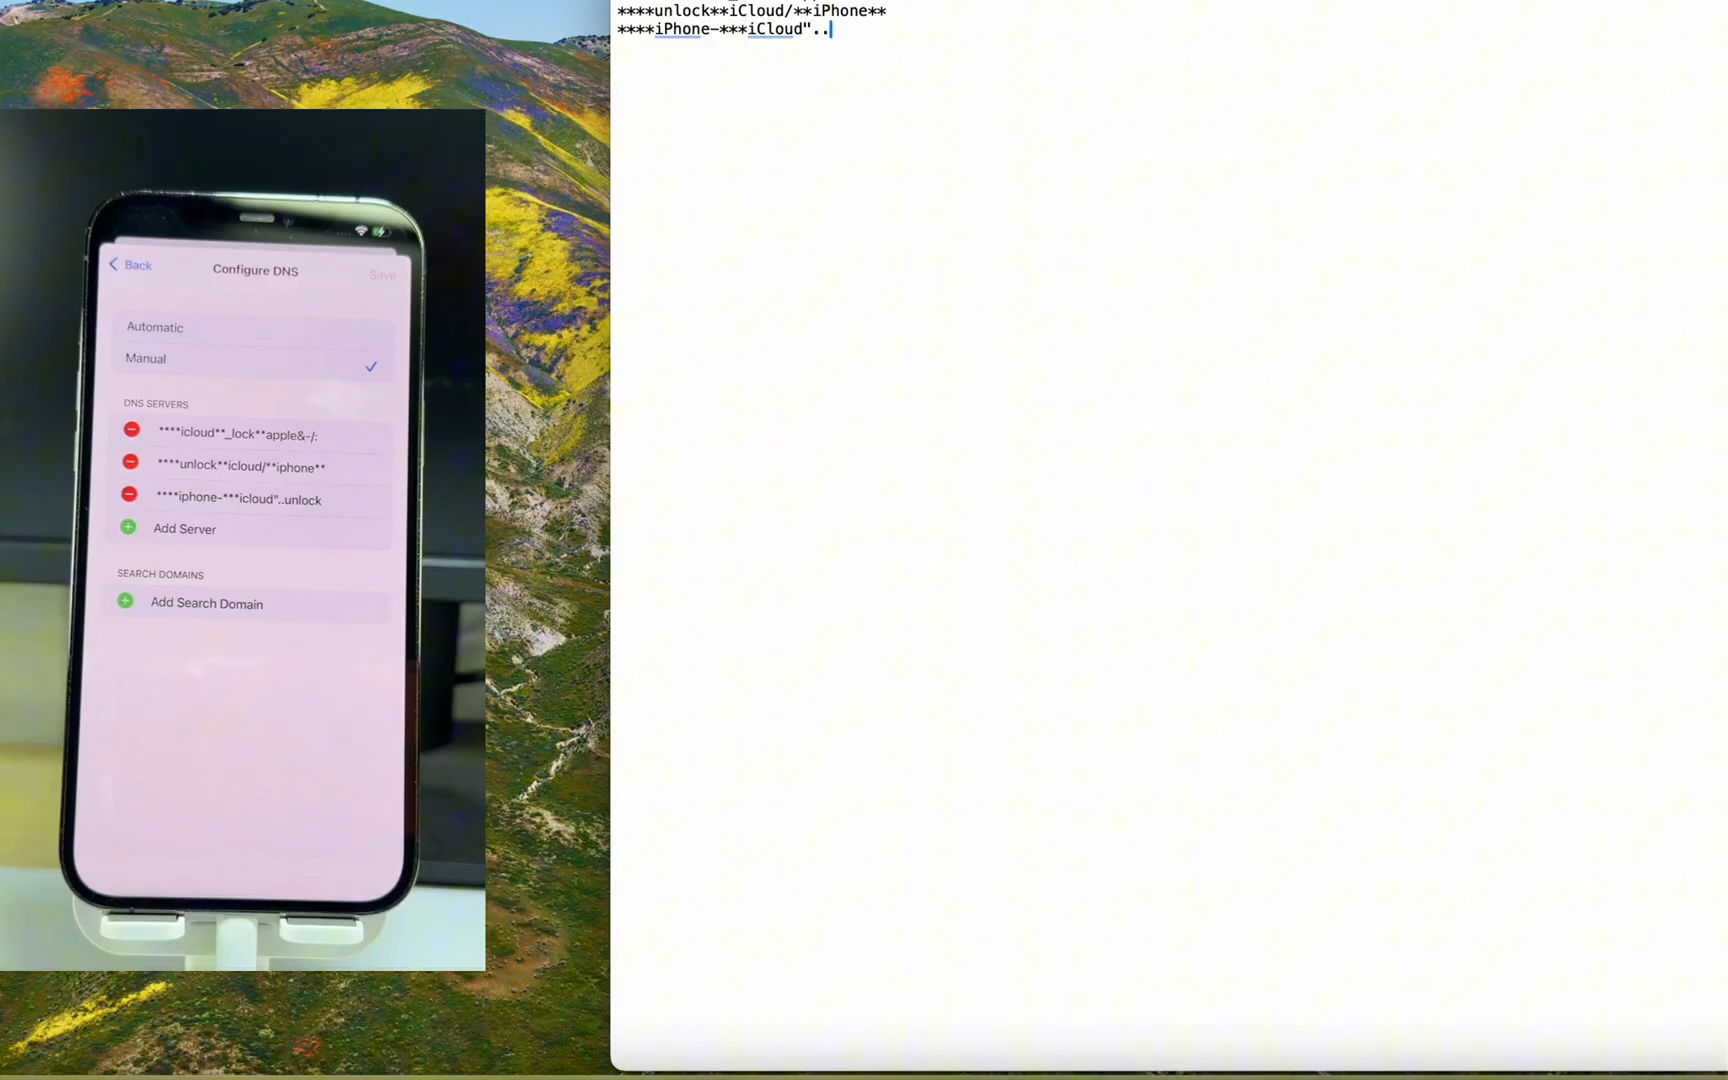 ****unlock**iCloud/**iPhone**
****iPhone-***iCloud"..
Back
Configure DNS
Save
Automatic
Manual
DNS SERVERS
****icloud**_lock**apple&-/:
****unlock**icloud/**iphone**
****iphone-***icloud"..unlock
Add Server
SEARCH DOMAINS
Add Search Domain